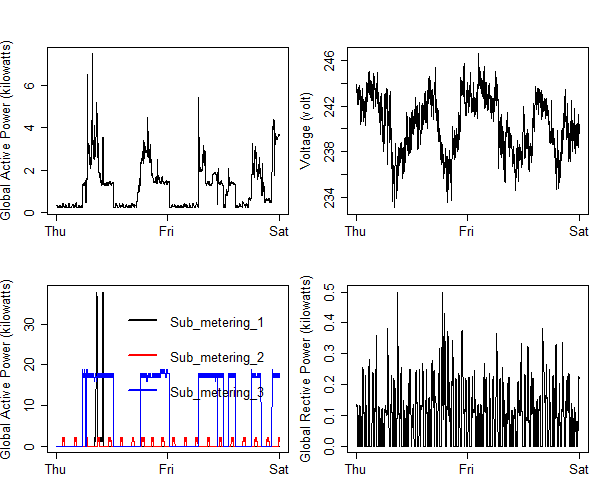 Global Active Power (kilowatts)
0 2 4 6
Thu Fri Sat
Voltage (volt)
234 238 242 246
Thu Fri Sat
Global Active Power (kilowatts)
0 10 20 30
Sub_metering_1
Sub_metering_2
Sub_metering_3
Thu Fri Sat
Global Rective Power (kilowatts)
0.0 0.1 0.2 0.3 0.4 0.5
Thu Fri Sat